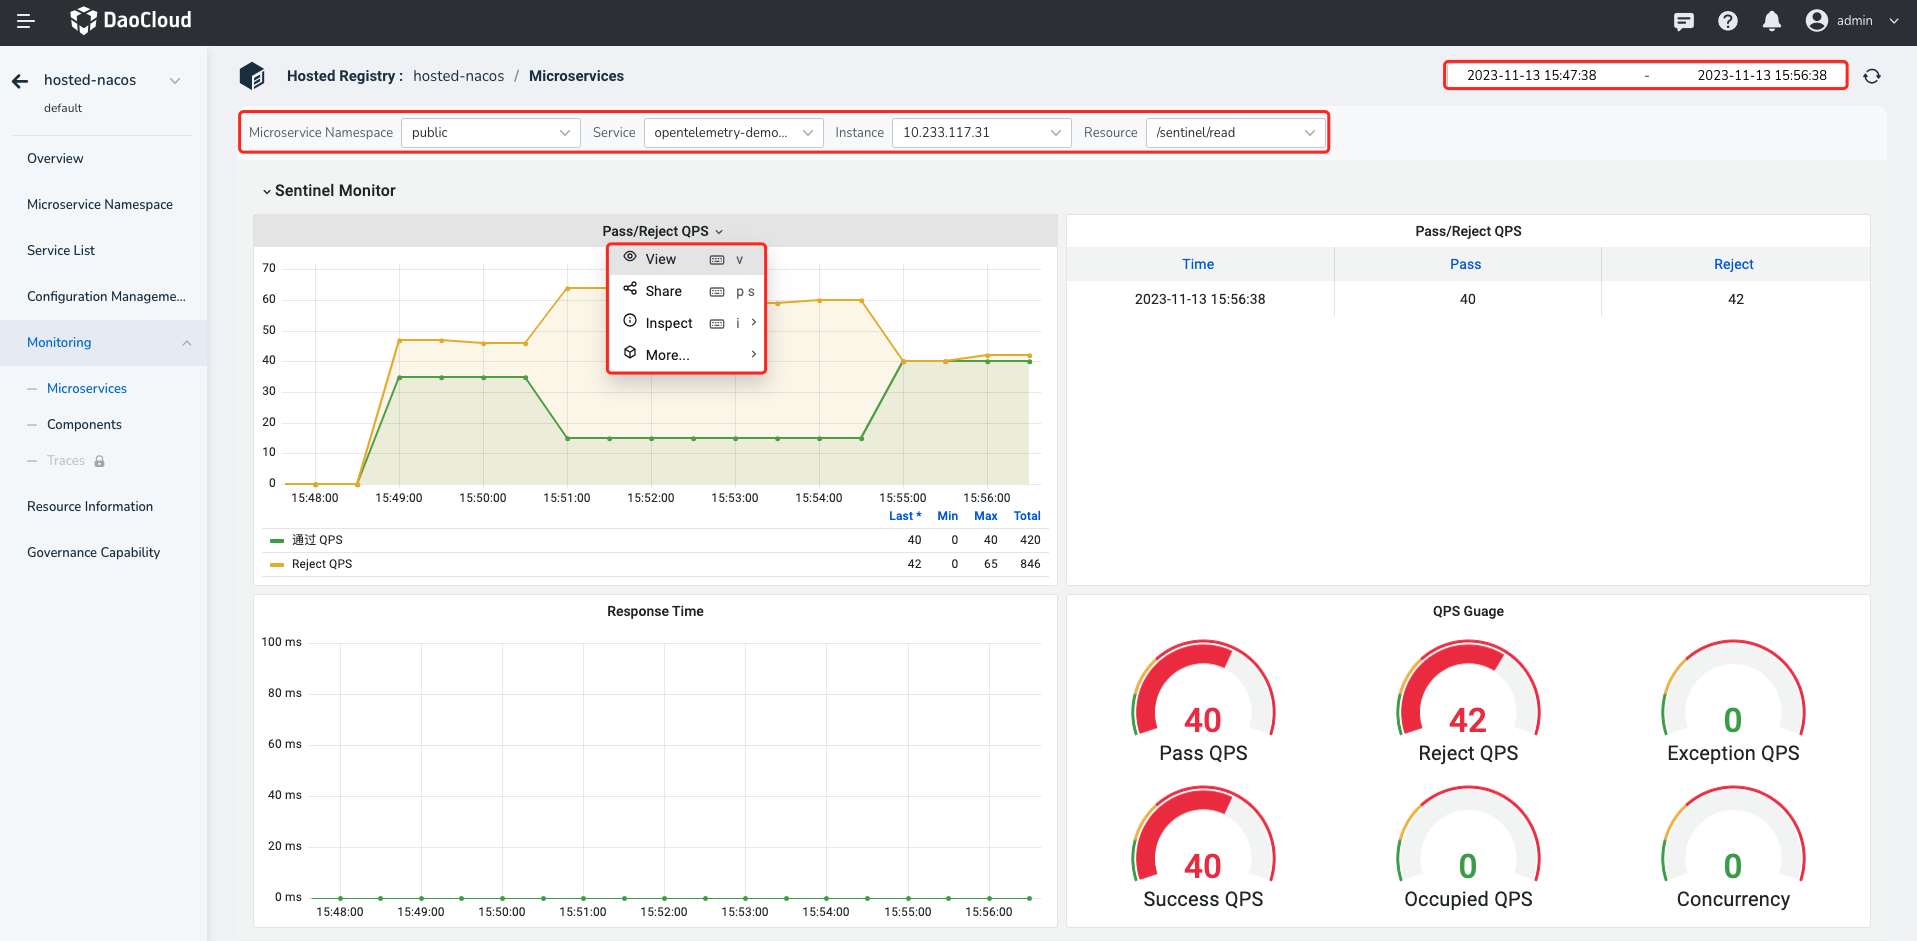 DaoCloud
admin
hosted-nacos
default
Overview
Microservice Namespace
Service List
Configuration Manageme...
Monitoring
Microservices
Components
Traces
Resource Information
Governance Capability
Hosted Registry : hosted-nacos / Microservices
2023-11-13 15:47:38 - 2023-11-13 15:56:38
Microservice Namespace public Service opentelemetry-demo... Instance 10.233.117.31 Resource /sentinel/read
Sentinel Monitor
Pass/Reject QPS
View v
Share p s
Inspect i
More...
70
60
50
40
30
20
10
0
15:48:00 15:49:00 15:50:00 15:51:00 15:52:00 15:53:00 15:54:00 15:55:00 15:56:00
Last * Min Max Total
通过 QPS 40 0 40 420
Reject QPS 42 0 65 846
Pass/Reject QPS
Time Pass Reject
2023-11-13 15:56:38 40 42
Response Time
100 ms
80 ms
60 ms
40 ms
20 ms
0 ms
15:48:00 15:49:00 15:50:00 15:51:00 15:52:00 15:53:00 15:54:00 15:55:00 15:56:00
QPS Guage
40 42 0
Pass QPS Reject QPS Exception QPS
40 0 0
Success QPS Occupied QPS Concurrency